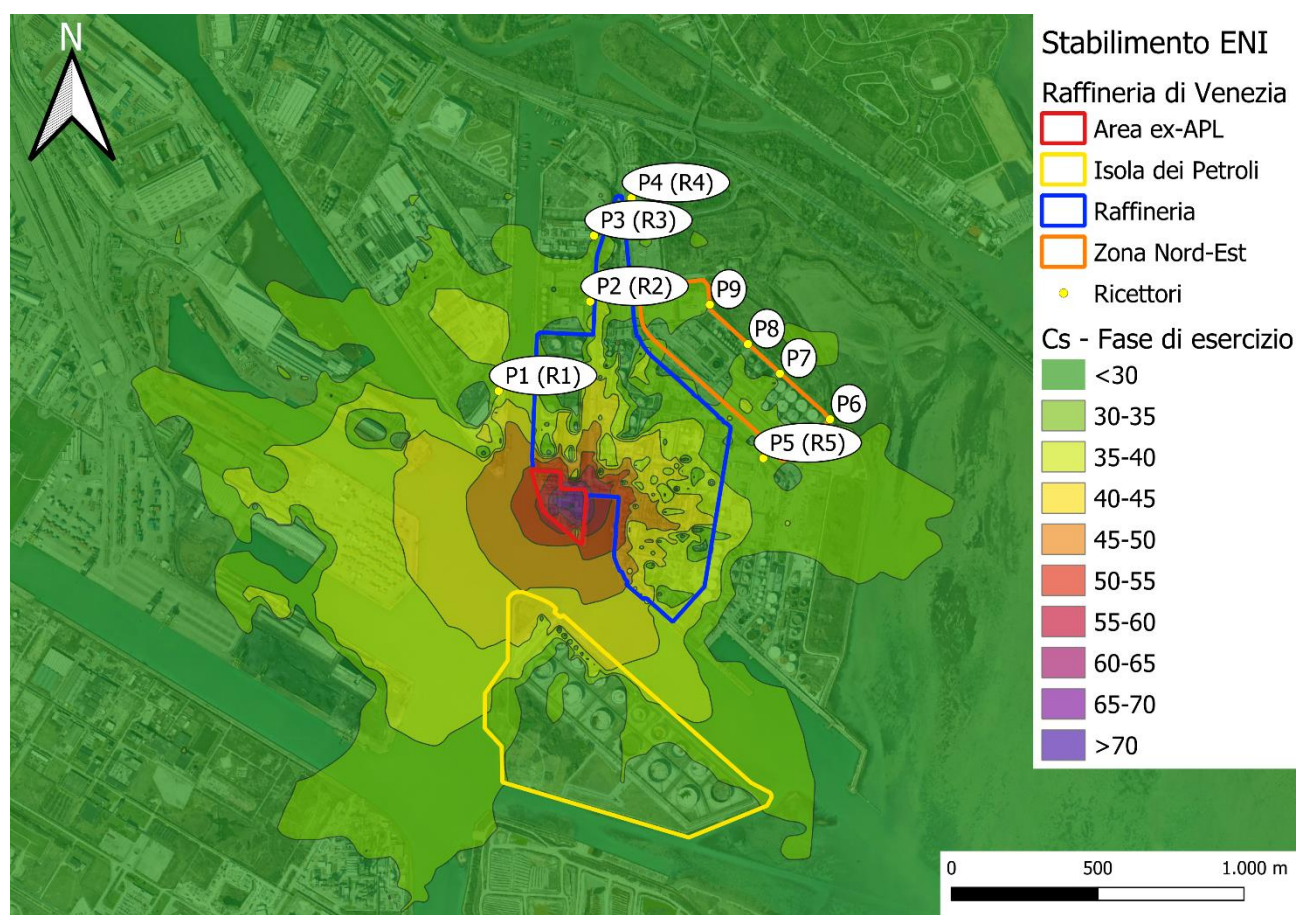 N
P4 (R4)
P3 (R3)
P2 (R2)
P9
P8
P7
P1 (R1)
P6
P5 (R5)
Stabilimento ENI
Raffineria di Venezia
Area ex-APL
Isola dei Petroli
Raffineria
Zona Nord-Est
Ricettori
Cs - Fase di esercizio
<30
30-35
35-40
40-45
45-50
50-55
55-60
60-65
65-70
>70
0 500 1.000 m